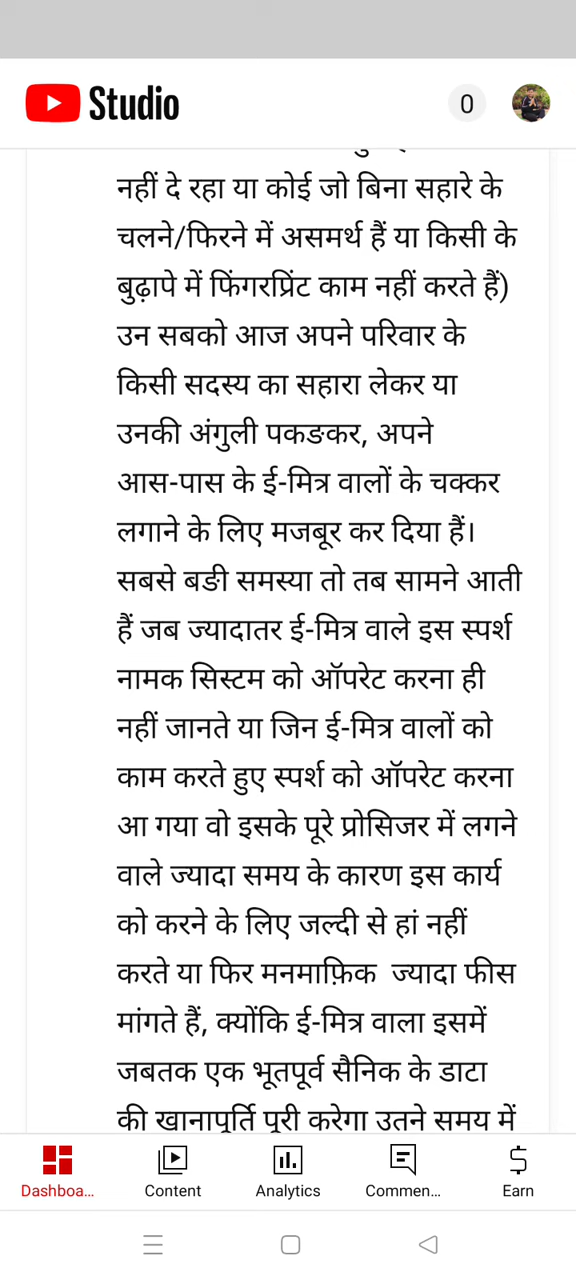 Studio
0
नहीं दे रहा या कोई जो बिना सहारे के
चलने/फिरने में असमर्थ हैं या किसी के
बुढ़ापे में फिंगरप्रिंट काम नहीं करते हैं)
उन सबको आज अपने परिवार के
किसी सदस्य का सहारा लेकर या
उनकी अंगुली पकङकर, अपने
आस-पास के ई-मित्र वालों के चक्कर
लगाने के लिए मजबूर कर दिया हैं।
सबसे बङी समस्या तो तब सामने आती
हैं जब ज्यादातर ई-मित्र वाले इस स्पर्श
नामक सिस्टम को ऑपरेट करना ही
नहीं जानते या जिन ई-मित्र वालों को
काम करते हुए स्पर्श को ऑपरेट करना
आ गया वो इसके पूरे प्रोसिजर में लगने
वाले ज्यादा समय के कारण इस कार्य
को करने के लिए जल्दी से हां नहीं
करते या फिर मनमाफ़िक  ज्यादा फीस
मांगते हैं, क्योंकि ई-मित्र वाला इसमें
जबतक एक भूतपूर्व सैनिक के डाटा
की खानापूर्ति पूरी करेगा उतने समय में
Dashboa... Content Analytics Commen... Earn